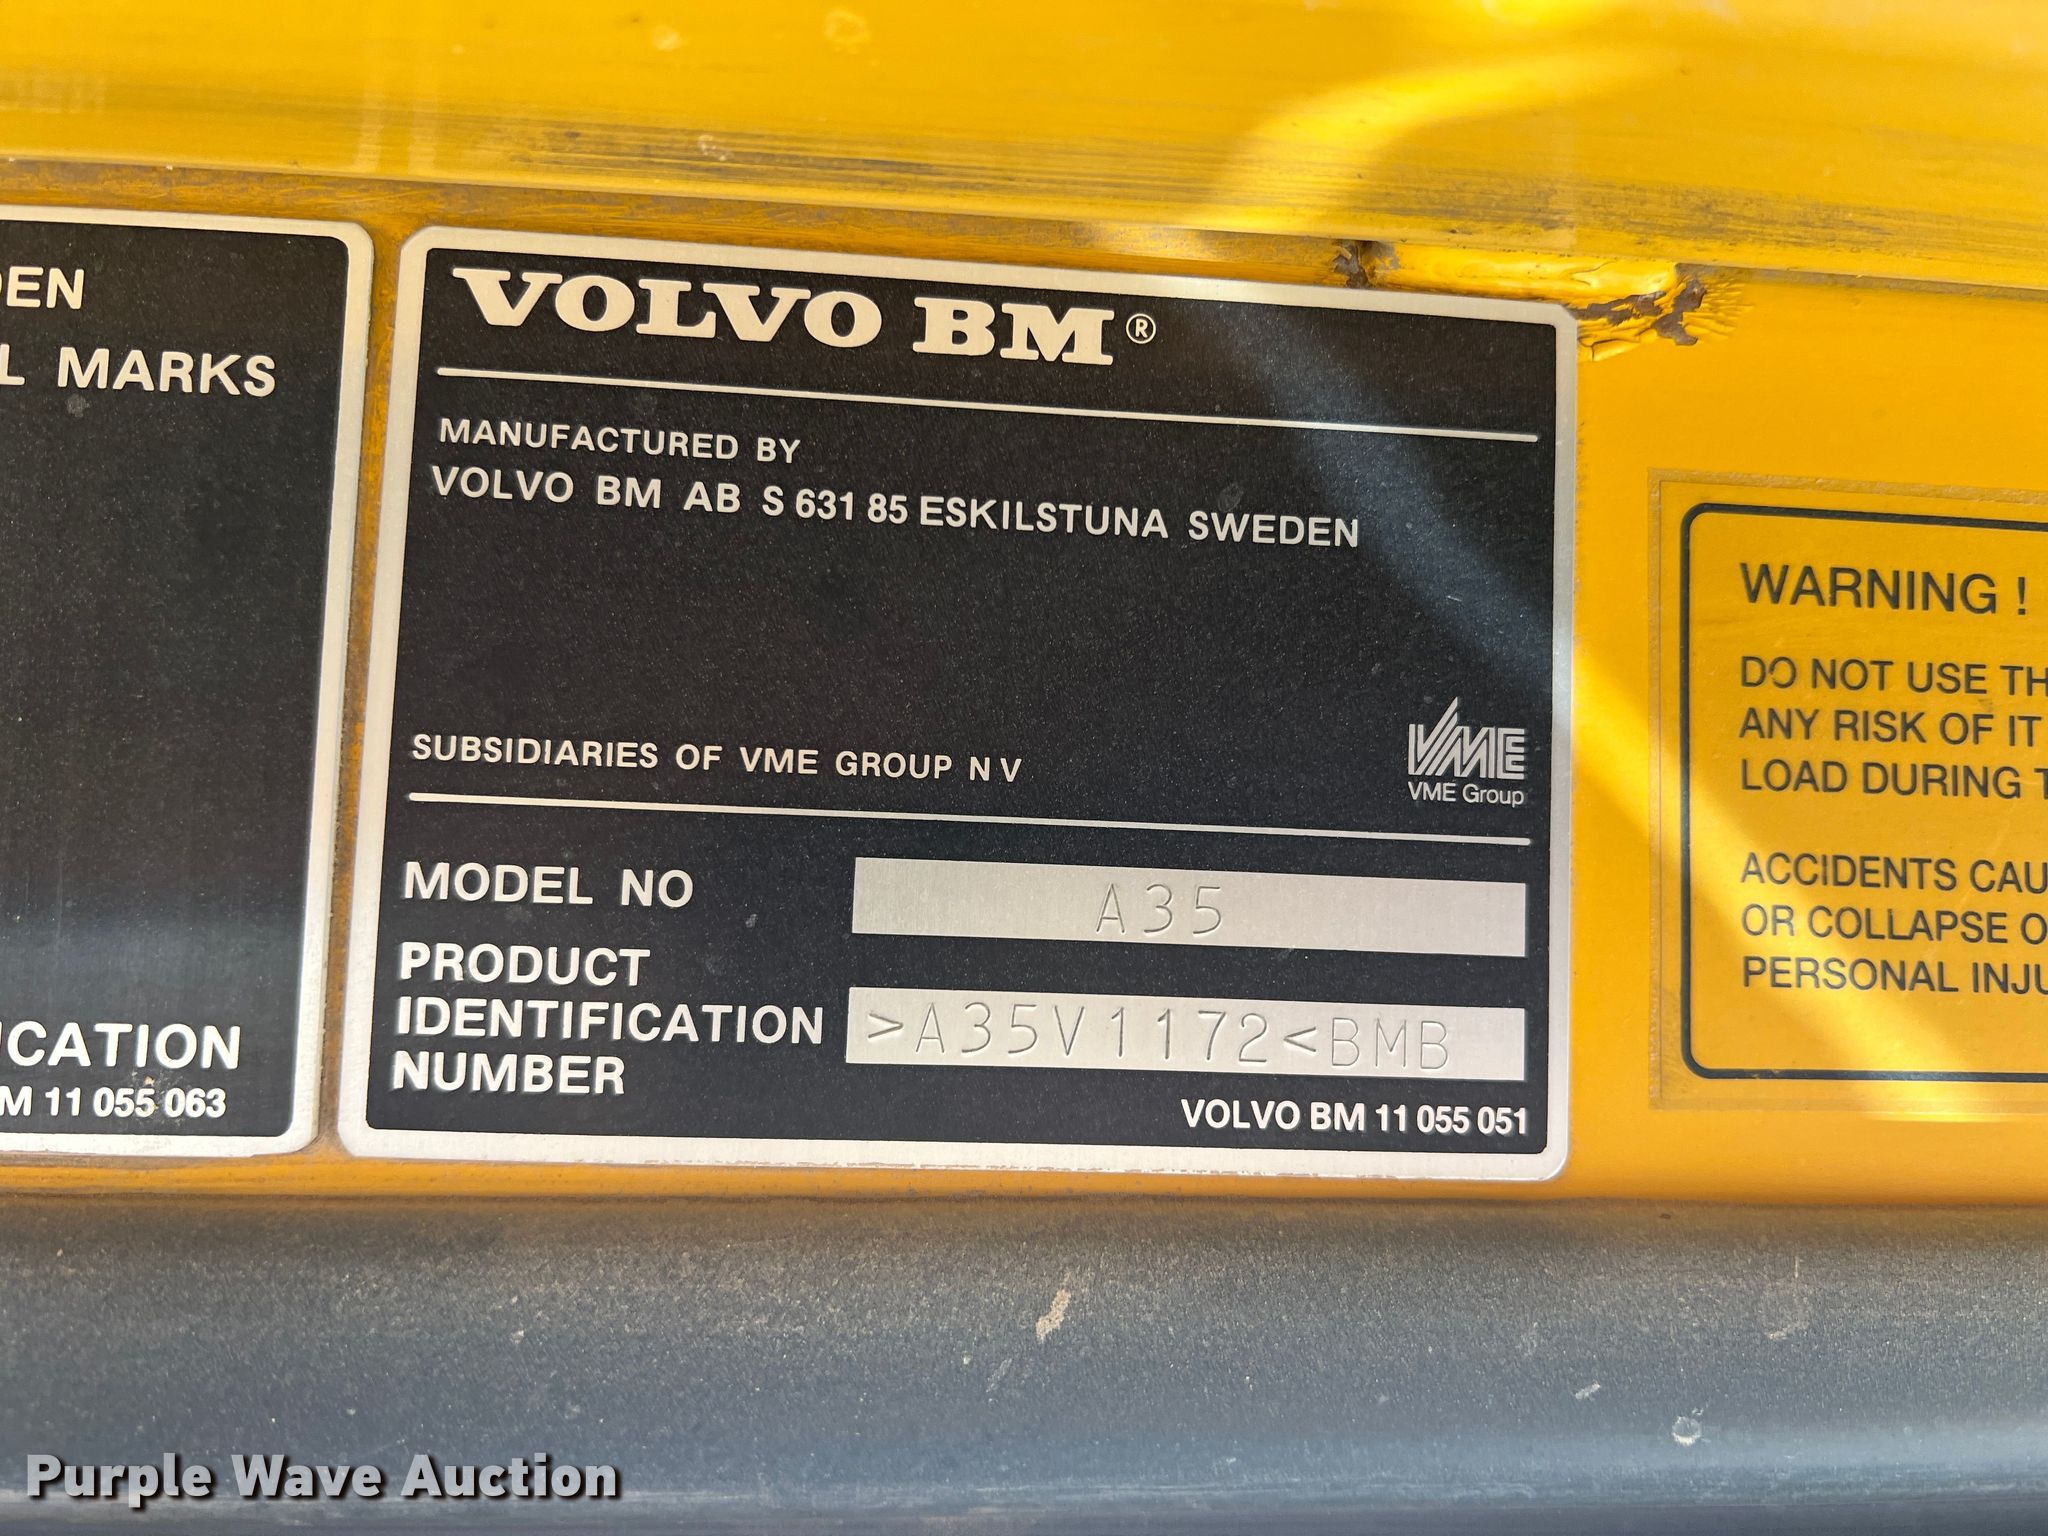 DEN
L MARKS
ICATION
M 11 055 063
VOLVO BM®
MANUFACTURED BY
VOLVO BM AB S 631 85 ESKILSTUNA SWEDEN
SUBSIDIARIES OF VME GROUP N V
VME
VME Group
MODEL NO A35
PRODUCT
IDENTIFICATION
NUMBER
>A35V1172<BMB
VOLVO BM 11 055 051
WARNING !
DO NOT USE TH
ANY RISK OF IT
LOAD DURING T
ACCIDENTS CAU
OR COLLAPSE O
PERSONAL INJU
Purple Wave Auction